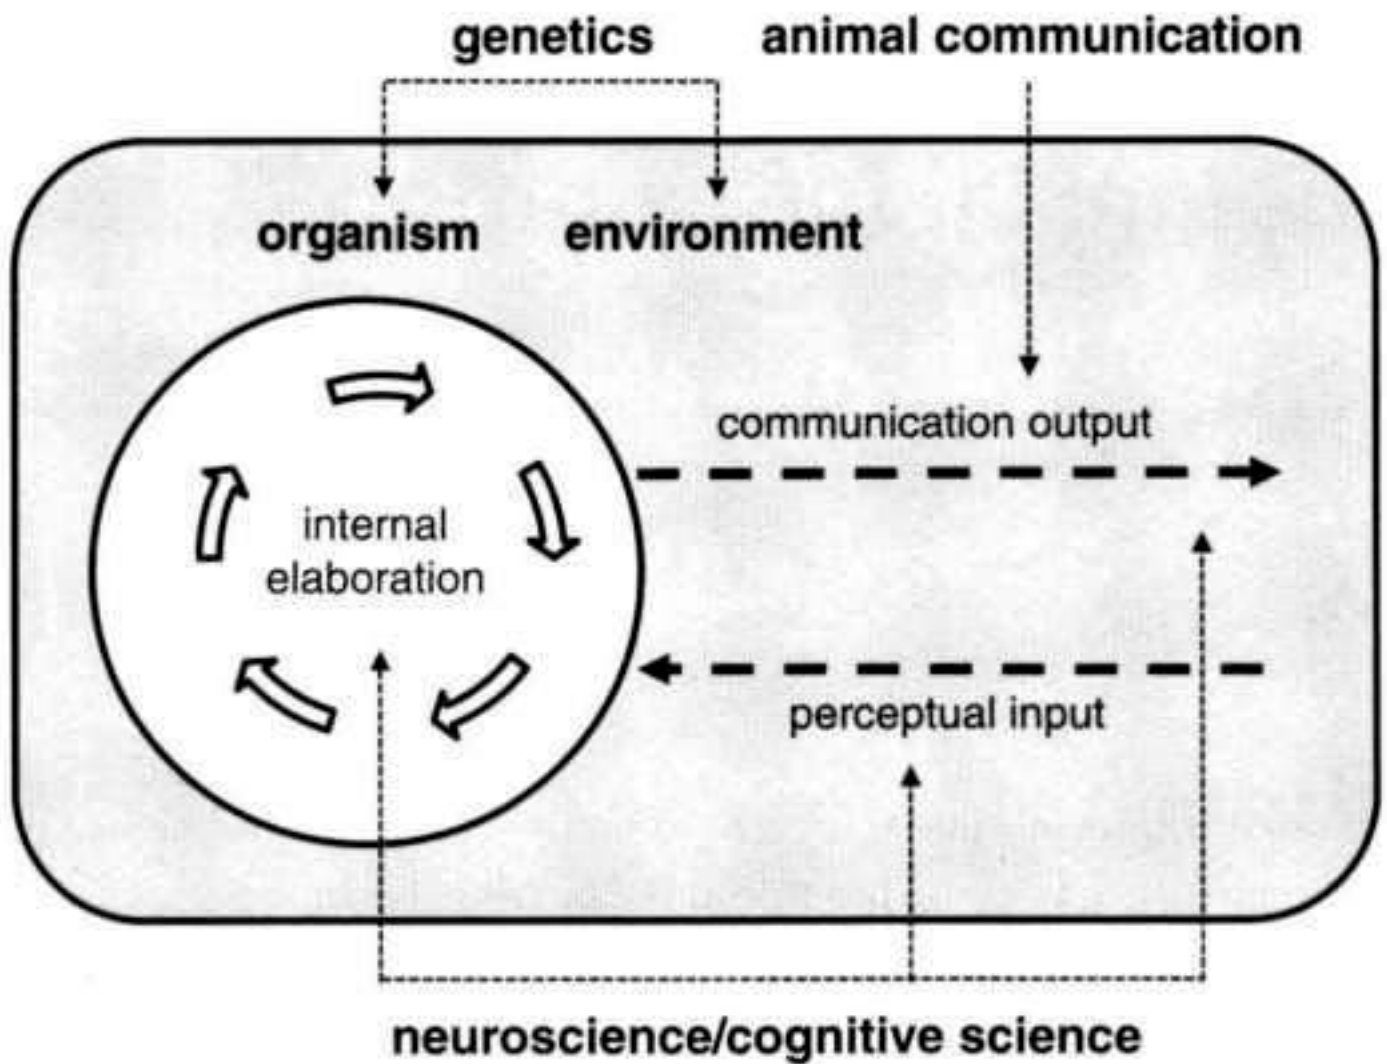 genetics
animal communication
organism
environment
communication output
internal
elaboration
perceptual input
neuroscience/cognitive science